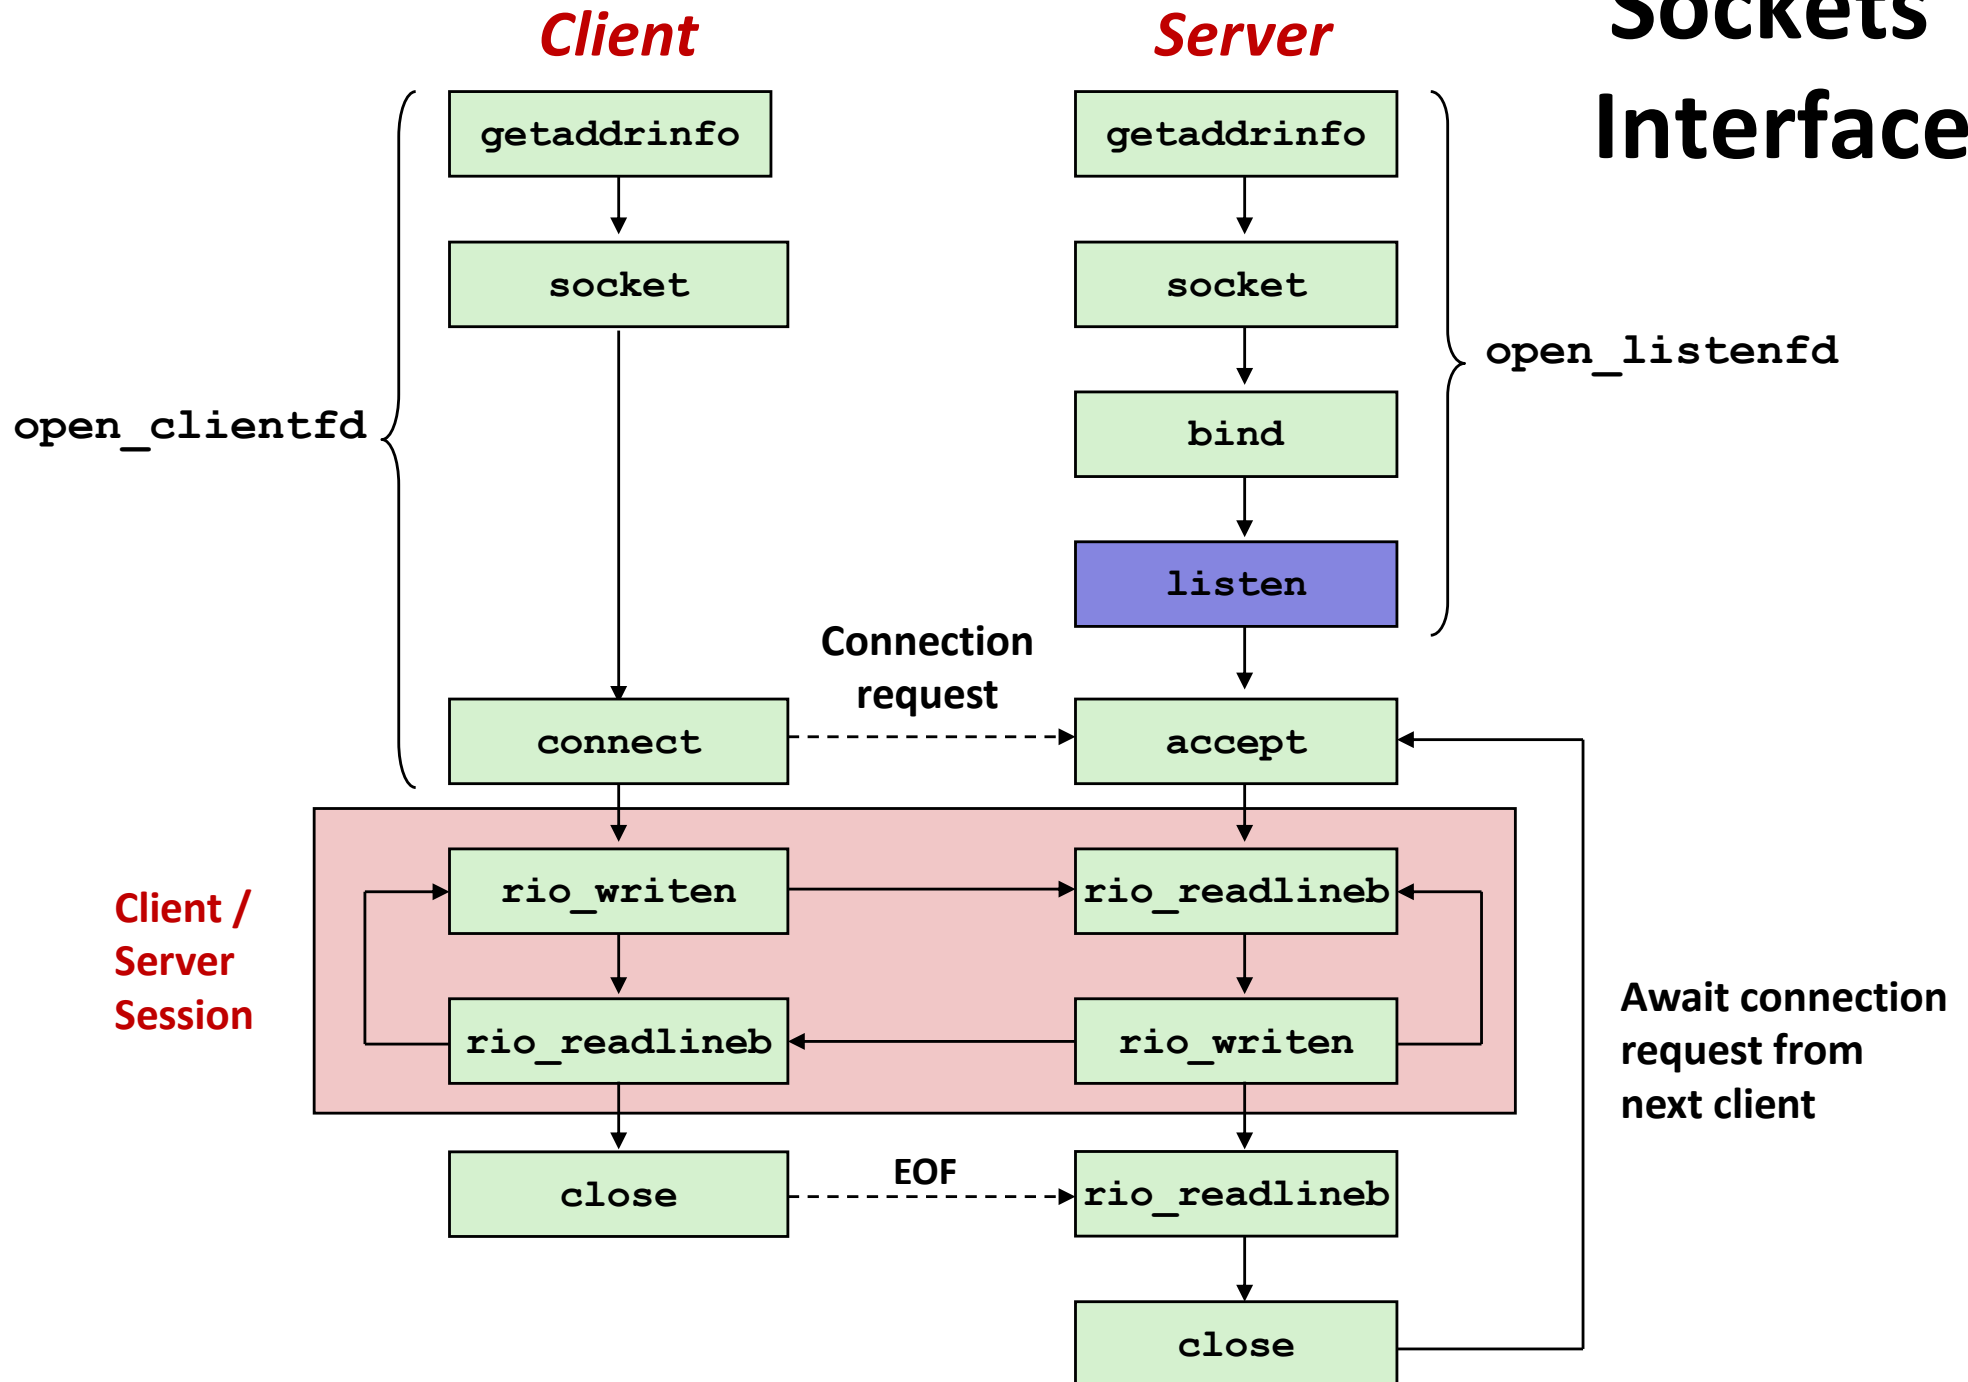 Sockets
Interface
Client
Server
getaddrinfo
getaddrinfo
socket
socket
open_listenfd
open_clientfd
bind
listen
Connection
request
connect
accept
Client /
Server
Session
rio_writen
rio_readlineb
rio_readlineb
rio_writen
Await connection
request from
next client
close
EOF
rio_readlineb
close